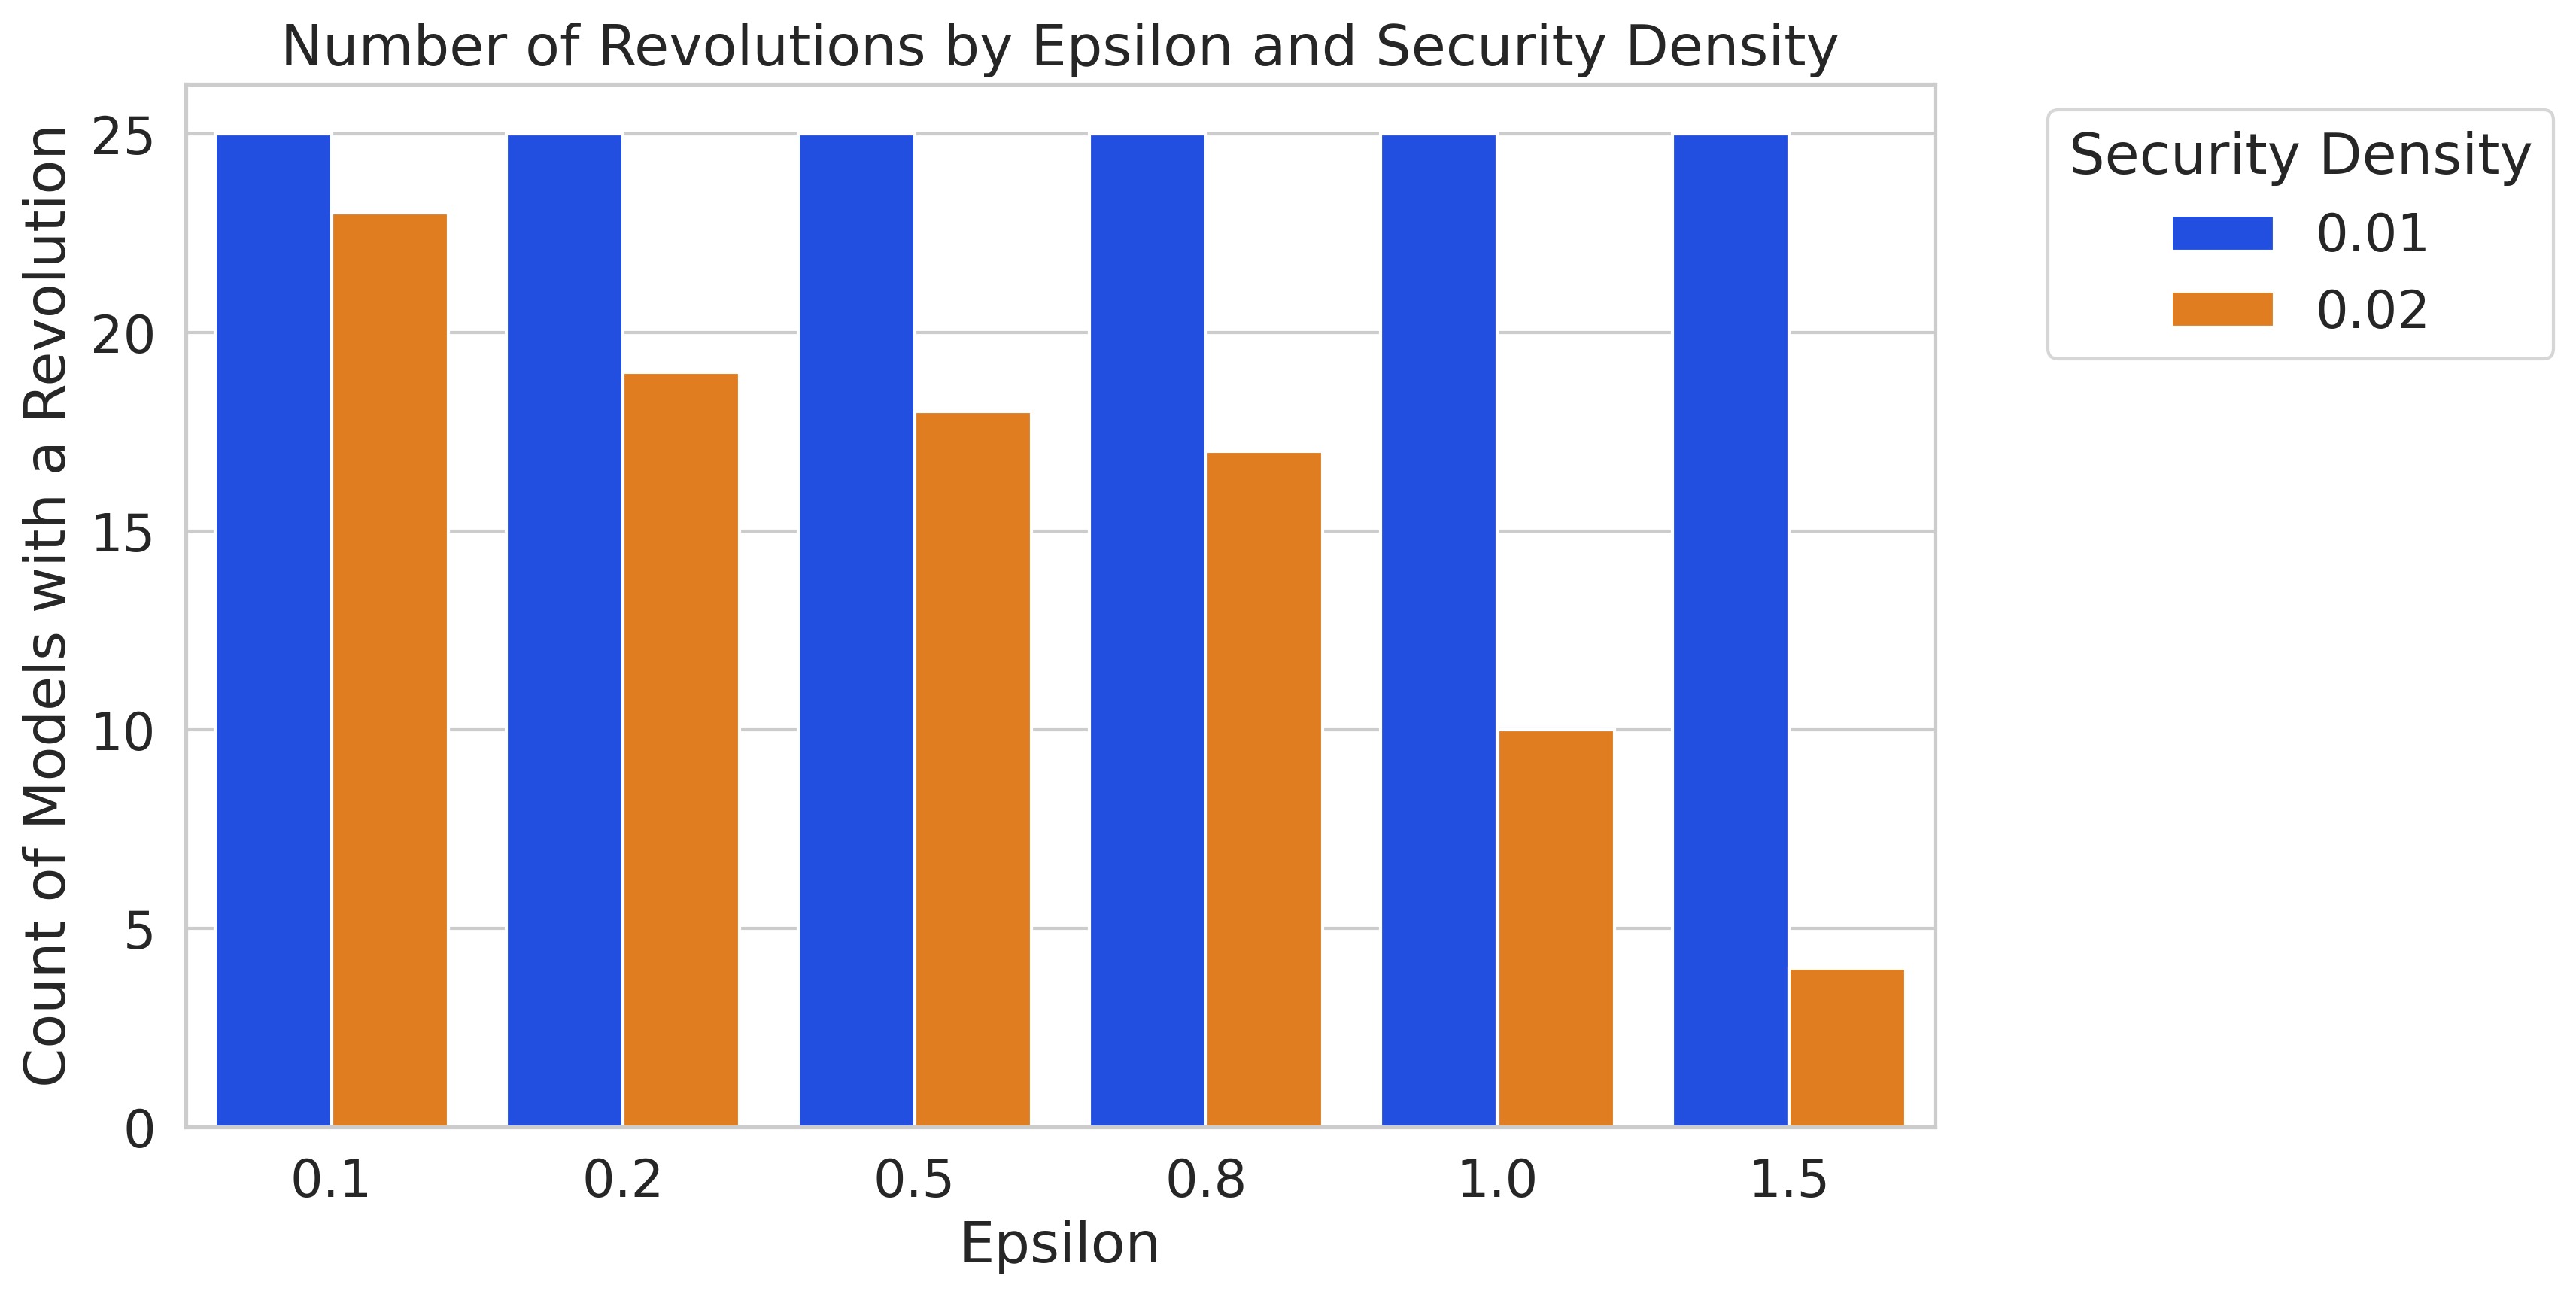 Number of Revolutions by Epsilon and Security Density
Count of Models with a Revolution
25
20
15
10
5
0
0.1 0.2 0.5 0.8 1.0 1.5
Epsilon
Security Density
0.01
0.02